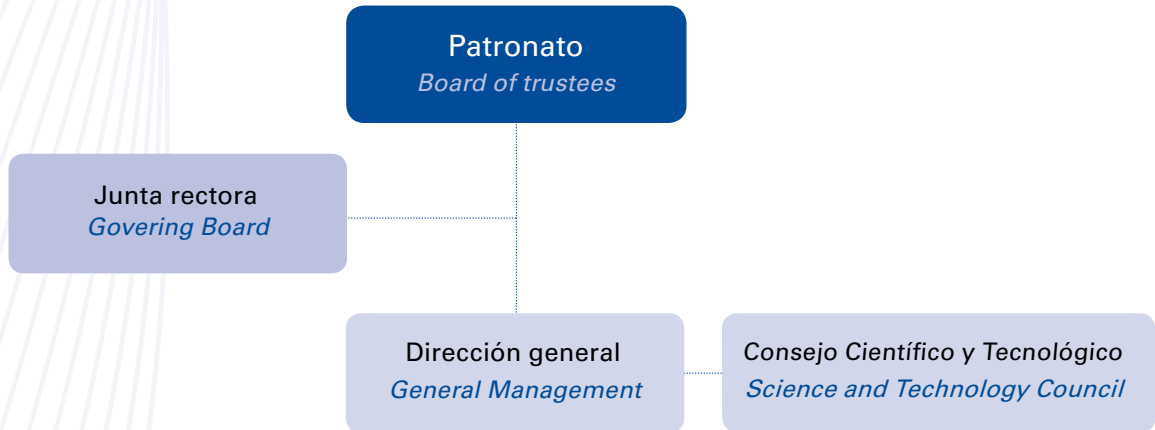 Patronato
Board of trustees
Junta rectora
Govering Board
Dirección general
General Management
Consejo Científico y Tecnológico
Science and Technology Council